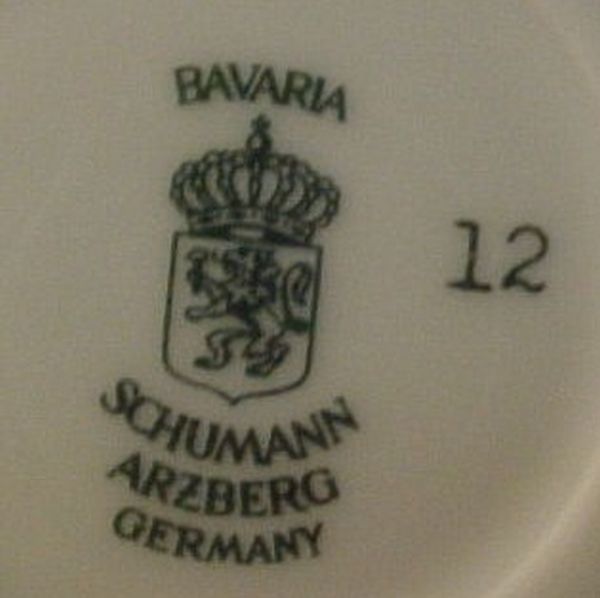 BAVARIA
12
SCHUMANN
ARZBERG
GERMANY